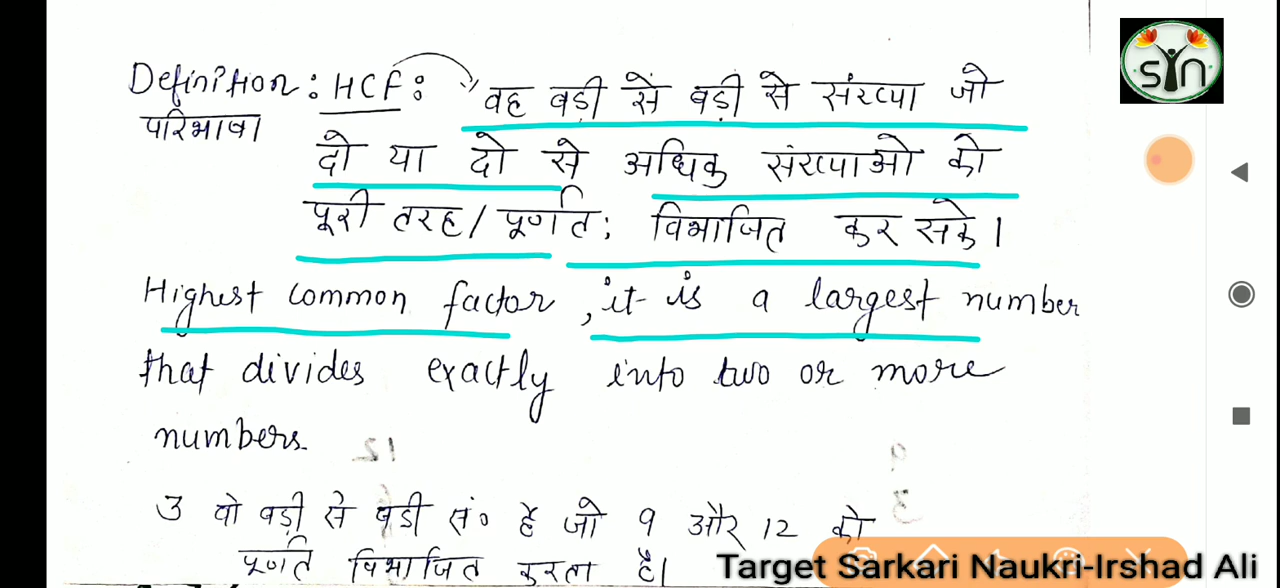 Definition: HCF: वह बड़ी से बड़ी से संख्या जो
परिभाषा
दो या दो से अधिक संख्याओ को
पूरी तरह/पूर्णत: विभाजित कर सके।
Highest common factor, it is a largest number
that divides exactly into two or more
numbers.
3 वो बड़ी से बड़ी सं० है जो 9 और 12 को
पूर्णत विभाजित करता है।
SYN
Target Sarkari Naukri-Irshad Ali